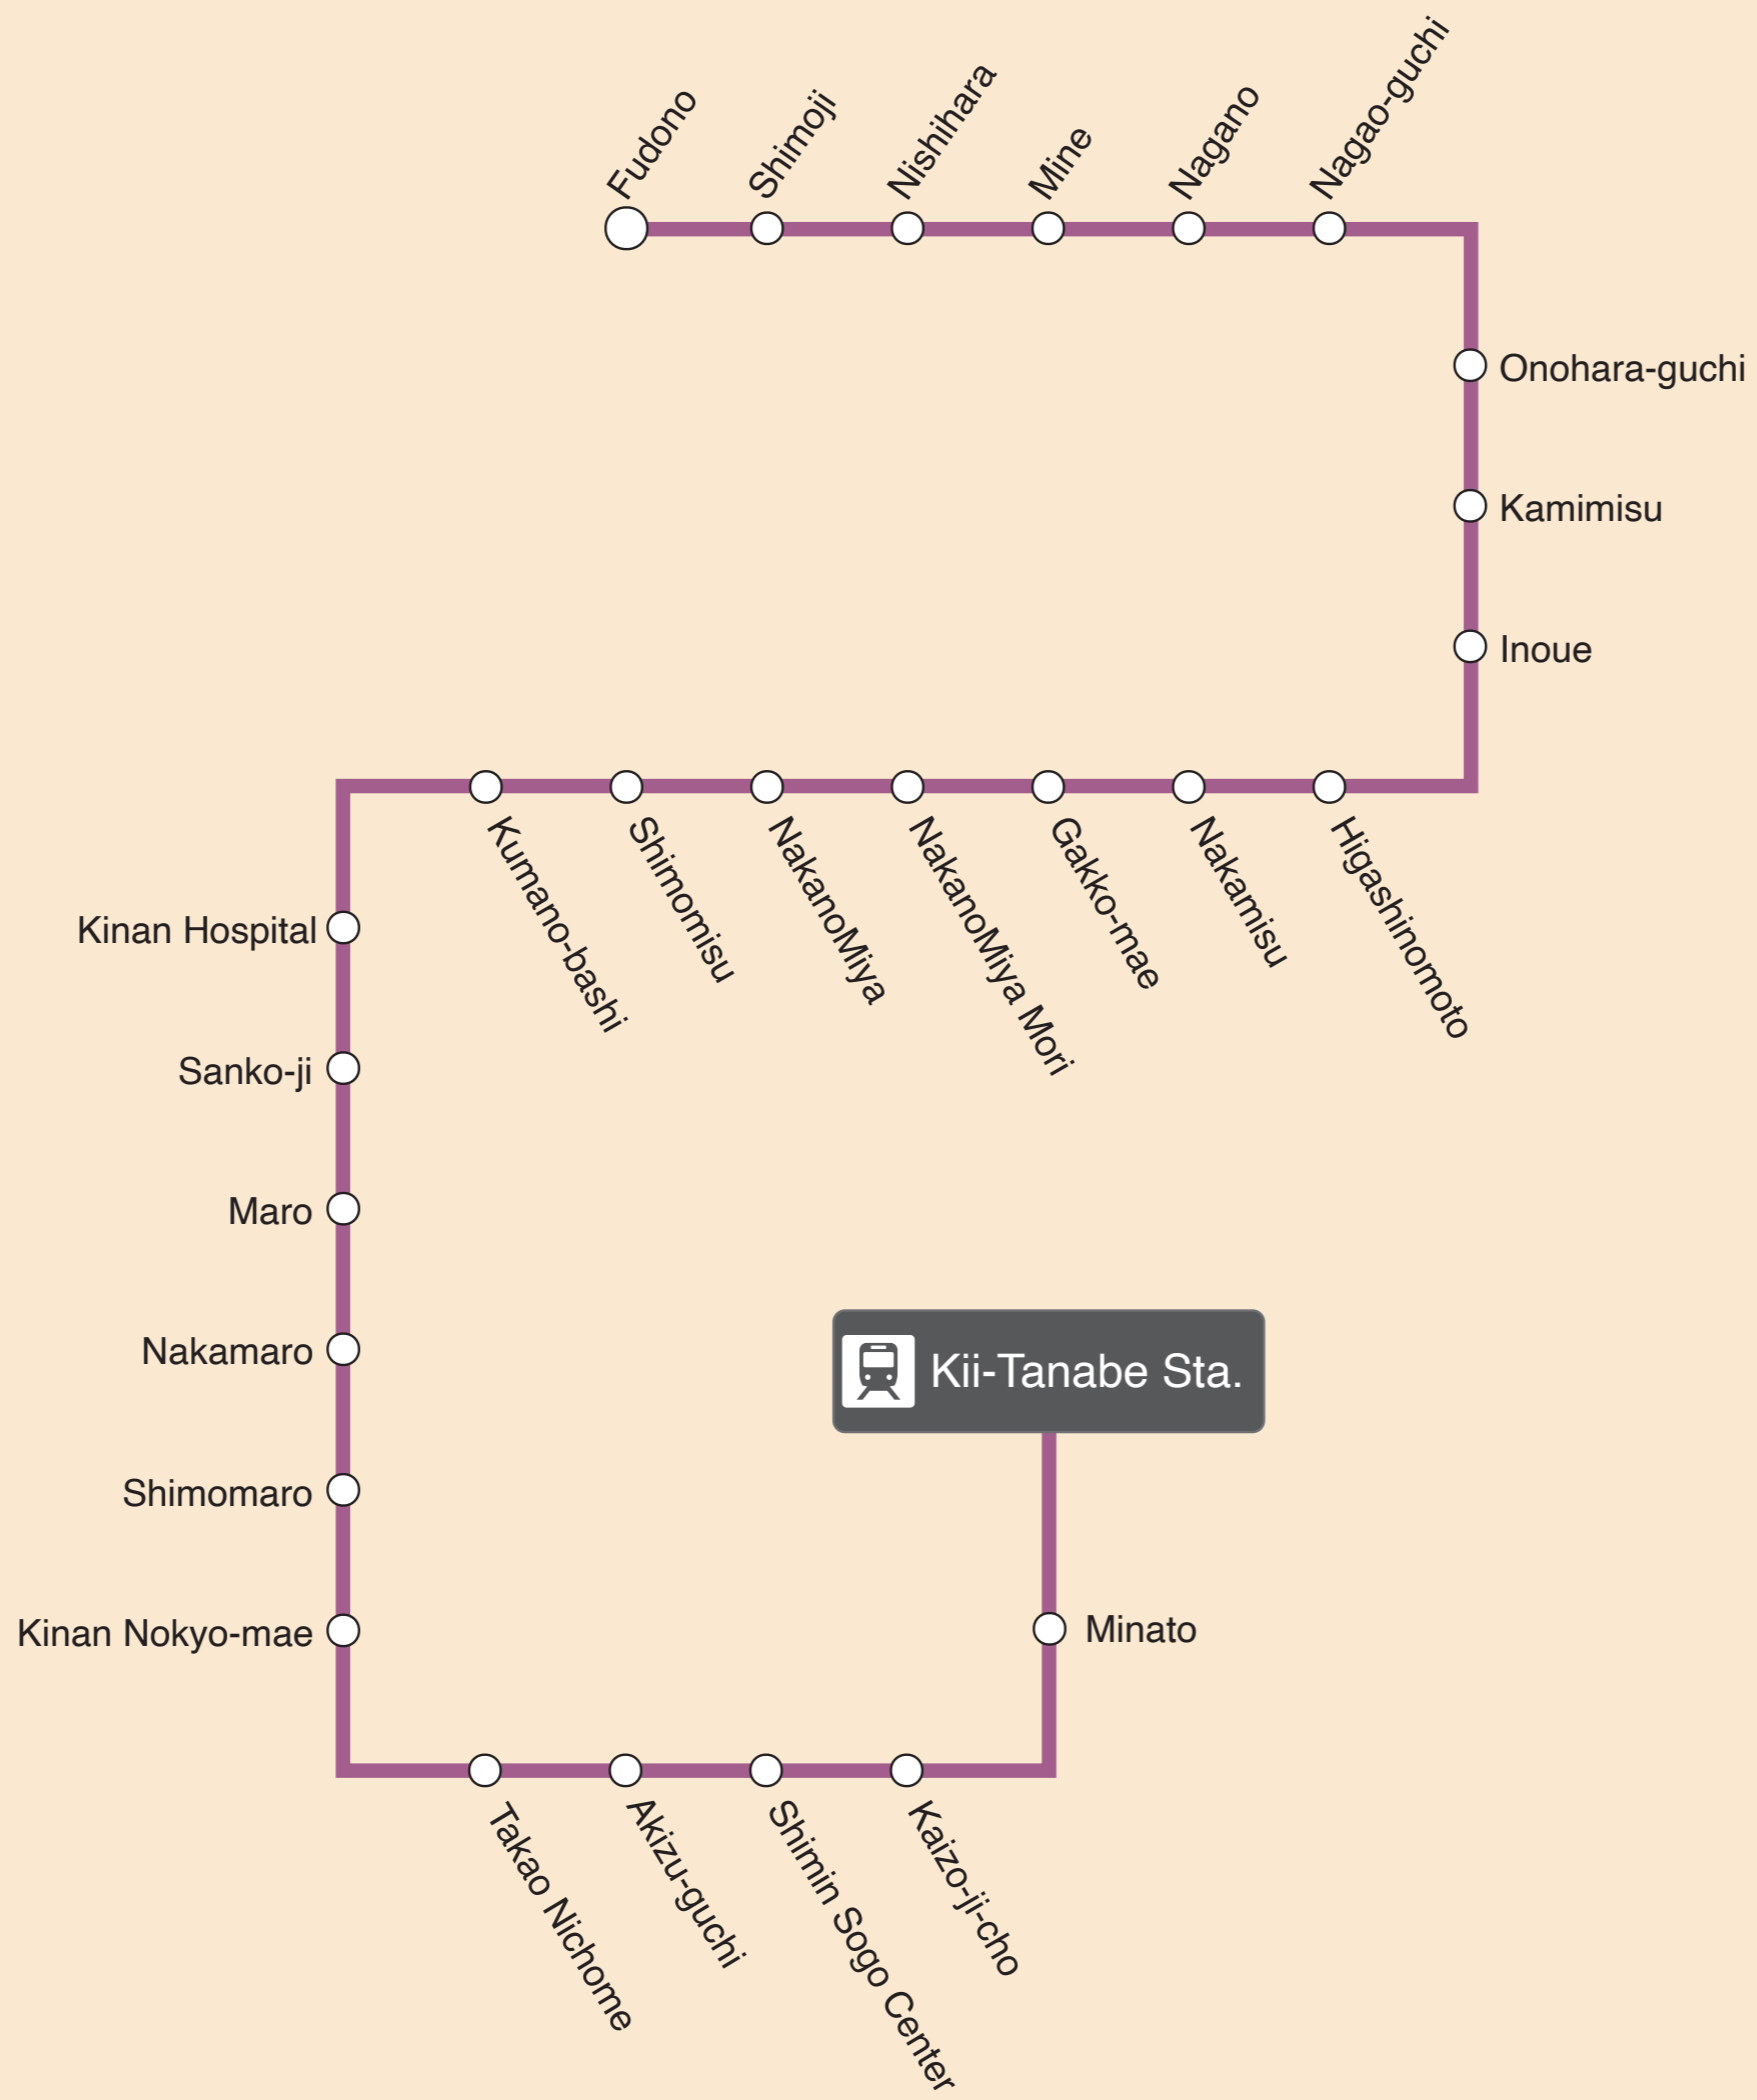 Fudono
Shimoji
Nishihara
Mine
Nagano
Nagao-guchi
Onohara-guchi
Kamimisu
Inoue
Higashinomoto
Nakamisu
Gakko-mae
NakanoMiya Mori
NakanoMiya
Shimomisu
Kumano-bashi
Kinan Hospital
Sanko-ji
Maro
Nakamaro
Shimomaro
Kinan Nokyo-mae
Takao Nichome
Akizu-guchi
Shimin Sogo Center
Kaizo-ji-cho
Minato
Kii-Tanabe Sta.